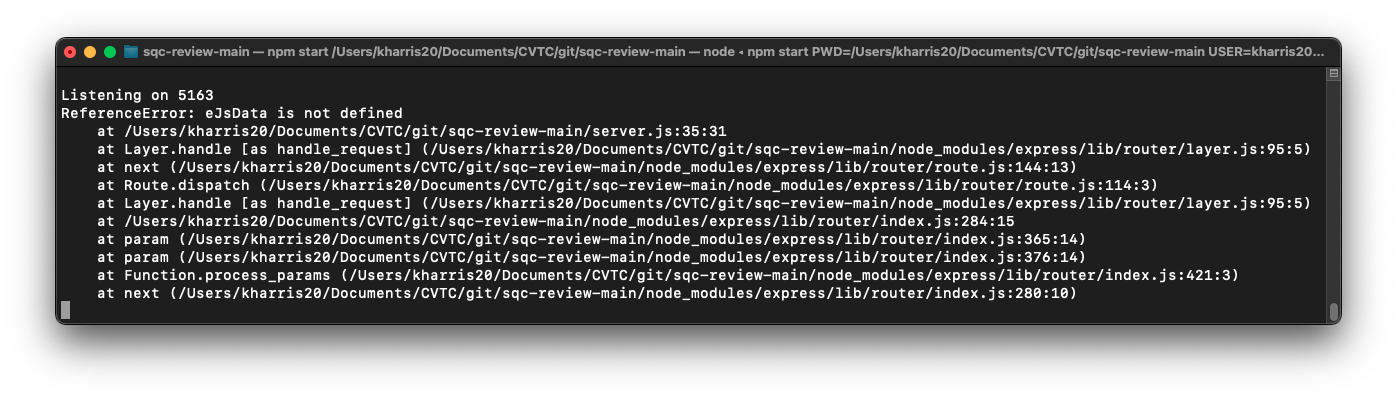 sqc-review-main — npm start /Users/kharris20/Documents/CVTC/git/sqc-review-main — node ◂ npm start PWD=/Users/kharris20/Documents/CVTC/git/sqc-review-main USER=kharris20...
Listening on 5163
ReferenceError: eJsData is not defined
    at /Users/kharris20/Documents/CVTC/git/sqc-review-main/server.js:35:31
    at Layer.handle [as handle_request] (/Users/kharris20/Documents/CVTC/git/sqc-review-main/node_modules/express/lib/router/layer.js:95:5)
    at next (/Users/kharris20/Documents/CVTC/git/sqc-review-main/node_modules/express/lib/router/route.js:144:13)
    at Route.dispatch (/Users/kharris20/Documents/CVTC/git/sqc-review-main/node_modules/express/lib/router/route.js:114:3)
    at Layer.handle [as handle_request] (/Users/kharris20/Documents/CVTC/git/sqc-review-main/node_modules/express/lib/router/layer.js:95:5)
    at /Users/kharris20/Documents/CVTC/git/sqc-review-main/node_modules/express/lib/router/index.js:284:15
    at param (/Users/kharris20/Documents/CVTC/git/sqc-review-main/node_modules/express/lib/router/index.js:365:14)
    at param (/Users/kharris20/Documents/CVTC/git/sqc-review-main/node_modules/express/lib/router/index.js:376:14)
    at Function.process_params (/Users/kharris20/Documents/CVTC/git/sqc-review-main/node_modules/express/lib/router/index.js:421:3)
    at next (/Users/kharris20/Documents/CVTC/git/sqc-review-main/node_modules/express/lib/router/index.js:280:10)